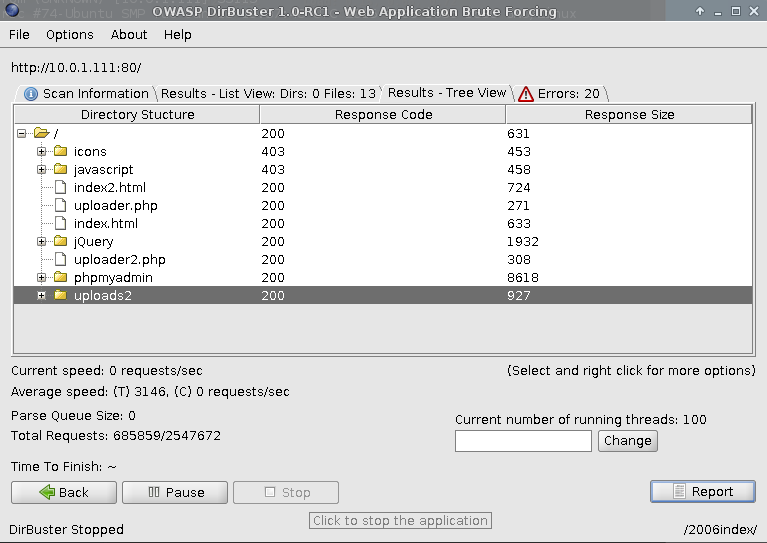 OWASP DirBuster 1.0-RC1 - Web Application Brute Forcing
File Options About Help
http://10.0.1.111:80/
Scan Information Results - List View: Dirs: 0 Files: 13 Results - Tree View Errors: 20
Directory Stucture Response Code Response Size
/ 200 631
icons 403 453
javascript 403 458
index2.html 200 724
uploader.php 200 271
index.html 200 633
jQuery 200 1932
uploader2.php 200 308
phpmyadmin 200 8618
uploads2 200 927
Current speed: 0 requests/sec (Select and right click for more options)
Average speed: (T) 3146, (C) 0 requests/sec
Parse Queue Size: 0
Current number of running threads: 100
Total Requests: 685859/2547672
Change
Time To Finish: ~
Back Pause Stop Report
Click to stop the application
DirBuster Stopped /2006index/